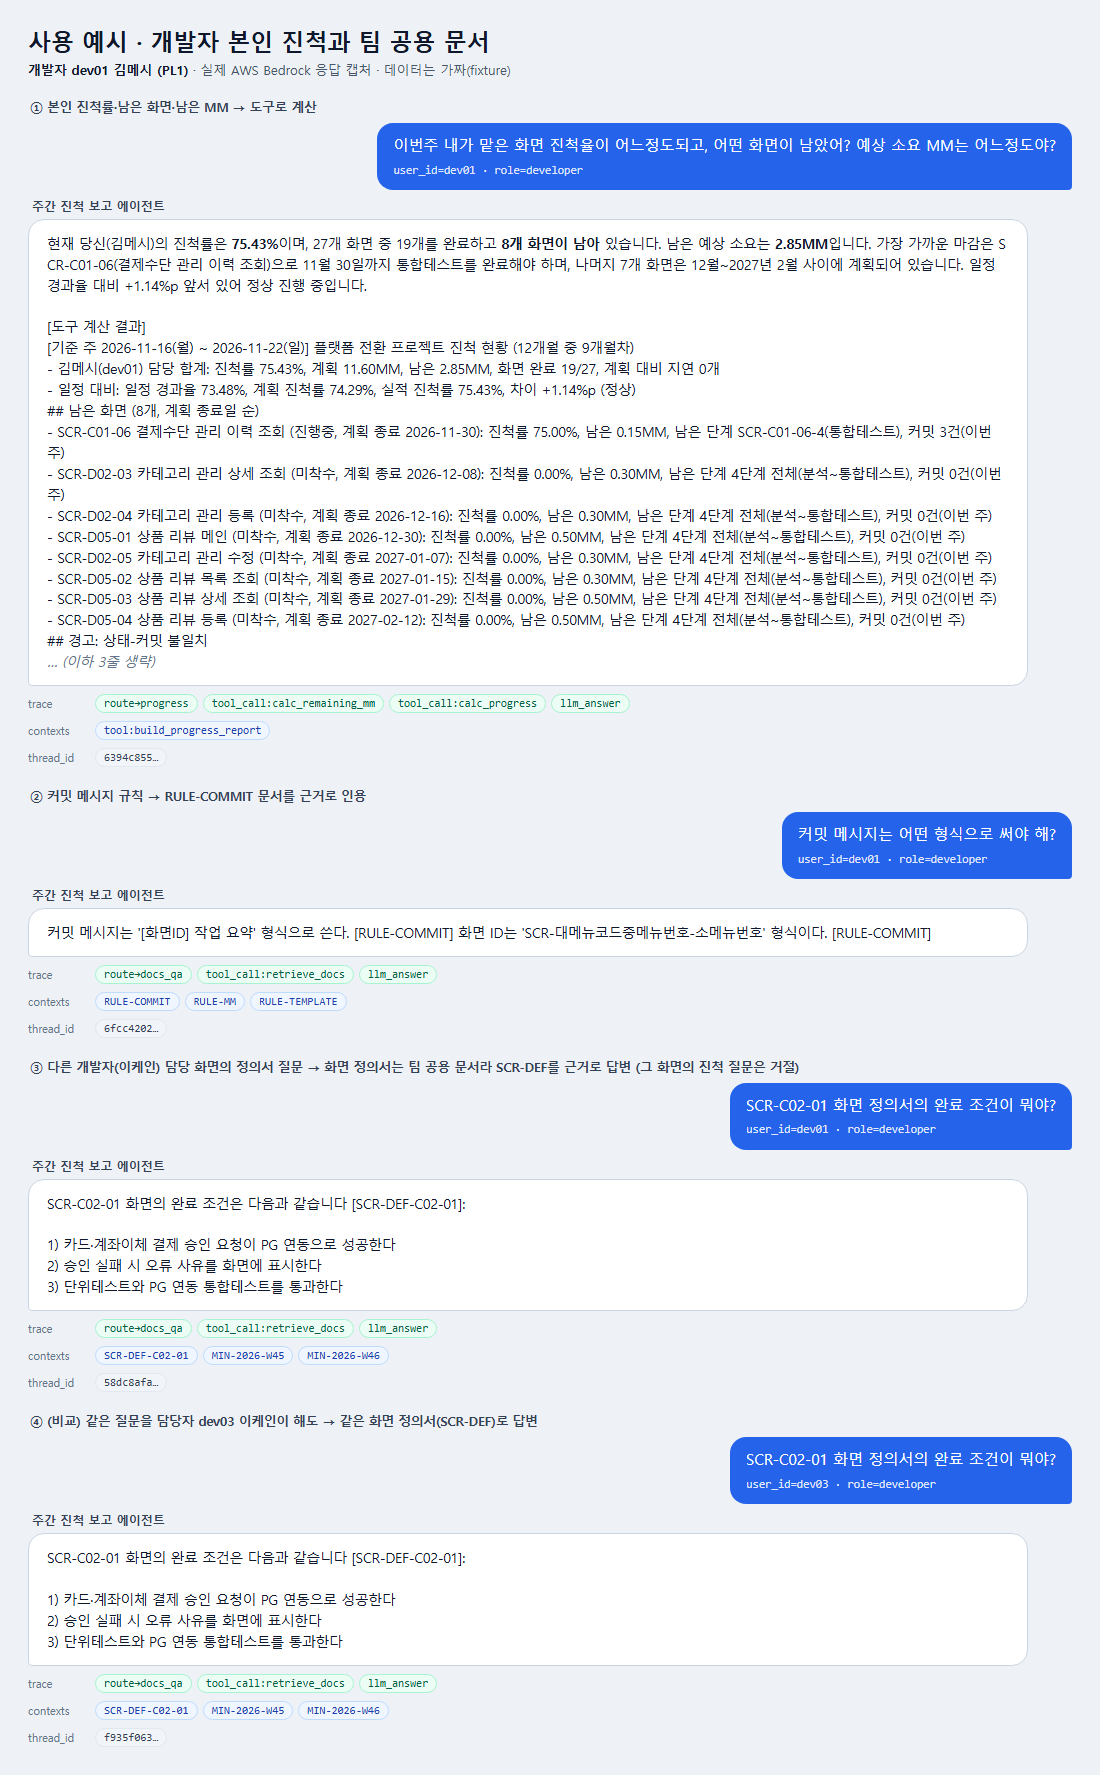 사용 예시 · 개발자 본인 진척과 팀 공용 문서
개발자 dev01 김메시 (PL1) · 실제 AWS Bedrock 응답 캡처 · 데이터는 가짜(fixture)
① 본인 진척률·남은 화면·남은 MM → 도구로 계산
이번주 내가 맡은 화면 진척율이 어느정도되고, 어떤 화면이 남았어? 예상 소요 MM는 어느정도야?
user_id=dev01 · role=developer
주간 진척 보고 에이전트
현재 당신(김메시)의 진척률은 75.43%이며, 27개 화면 중 19개를 완료하고 8개 화면이 남아 있습니다. 남은 예상 소요는 2.85MM입니다. 가장 가까운 마감은 S
CR-C01-06(결제수단 관리 이력 조회)으로 11월 30일까지 통합테스트를 완료해야 하며, 나머지 7개 화면은 12월~2027년 2월 사이에 계획되어 있습니다. 일정
경과율 대비 +1.14%p 앞서 있어 정상 진행 중입니다.
[도구 계산 결과]
[기준 주 2026-11-16(월) ~ 2026-11-22(일)] 플랫폼 전환 프로젝트 진척 현황 (12개월 중 9개월차)
- 김메시(dev01) 담당 합계: 진척률 75.43%, 계획 11.60MM, 남은 2.85MM, 화면 완료 19/27, 계획 대비 지연 0개
- 일정 대비: 일정 경과율 73.48%, 계획 진척률 74.29%, 실적 진척률 75.43%, 차이 +1.14%p (정상)
## 남은 화면 (8개, 계획 종료일 순)
- SCR-C01-06 결제수단 관리 이력 조회 (진행중, 계획 종료 2026-11-30): 진척률 75.00%, 남은 0.15MM, 남은 단계 SCR-C01-06-4(통합테스트), 커밋 3건(이번
주)
- SCR-D02-03 카테고리 관리 상세 조회 (미착수, 계획 종료 2026-12-08): 진척률 0.00%, 남은 0.30MM, 남은 단계 4단계 전체(분석~통합테스트), 커밋 0건(이번
주)
- SCR-D02-04 카테고리 관리 등록 (미착수, 계획 종료 2026-12-16): 진척률 0.00%, 남은 0.30MM, 남은 단계 4단계 전체(분석~통합테스트), 커밋 0건(이번 주)
- SCR-D05-01 상품 리뷰 메인 (미착수, 계획 종료 2026-12-30): 진척률 0.00%, 남은 0.50MM, 남은 단계 4단계 전체(분석~통합테스트), 커밋 0건(이번 주)
- SCR-D02-05 카테고리 관리 수정 (미착수, 계획 종료 2027-01-07): 진척률 0.00%, 남은 0.30MM, 남은 단계 4단계 전체(분석~통합테스트), 커밋 0건(이번 주)
- SCR-D05-02 상품 리뷰 목록 조회 (미착수, 계획 종료 2027-01-15): 진척률 0.00%, 남은 0.30MM, 남은 단계 4단계 전체(분석~통합테스트), 커밋 0건(이번 주)
- SCR-D05-03 상품 리뷰 상세 조회 (미착수, 계획 종료 2027-01-29): 진척률 0.00%, 남은 0.50MM, 남은 단계 4단계 전체(분석~통합테스트), 커밋 0건(이번 주)
- SCR-D05-04 상품 리뷰 등록 (미착수, 계획 종료 2027-02-12): 진척률 0.00%, 남은 0.50MM, 남은 단계 4단계 전체(분석~통합테스트), 커밋 0건(이번 주)
## 경고: 상태-커밋 불일치
... (이하 3줄 생략)
trace route→progress tool_call:calc_remaining_mm tool_call:calc_progress llm_answer
contexts tool:build_progress_report
thread_id 6394c855…
② 커밋 메시지 규칙 → RULE-COMMIT 문서를 근거로 인용
커밋 메시지는 어떤 형식으로 써야 해?
user_id=dev01 · role=developer
주간 진척 보고 에이전트
커밋 메시지는 '[화면ID] 작업 요약' 형식으로 쓴다. [RULE-COMMIT] 화면 ID는 'SCR-대메뉴코드중메뉴번호-소메뉴번호' 형식이다. [RULE-COMMIT]
trace route→docs_qa tool_call:retrieve_docs llm_answer
contexts RULE-COMMIT RULE-MM RULE-TEMPLATE
thread_id 6fcc4202…
③ 다른 개발자(이케인) 담당 화면의 정의서 질문 → 화면 정의서는 팀 공용 문서라 SCR-DEF를 근거로 답변 (그 화면의 진척 질문은 거절)
SCR-C02-01 화면 정의서의 완료 조건이 뭐야?
user_id=dev01 · role=developer
주간 진척 보고 에이전트
SCR-C02-01 화면의 완료 조건은 다음과 같습니다 [SCR-DEF-C02-01]:
1) 카드·계좌이체 결제 승인 요청이 PG 연동으로 성공한다
2) 승인 실패 시 오류 사유를 화면에 표시한다
3) 단위테스트와 PG 연동 통합테스트를 통과한다
trace route→docs_qa tool_call:retrieve_docs llm_answer
contexts SCR-DEF-C02-01 MIN-2026-W45 MIN-2026-W46
thread_id 58dc8afa…
④ (비교) 같은 질문을 담당자 dev03 이케인이 해도 → 같은 화면 정의서(SCR-DEF)로 답변
SCR-C02-01 화면 정의서의 완료 조건이 뭐야?
user_id=dev03 · role=developer
주간 진척 보고 에이전트
SCR-C02-01 화면의 완료 조건은 다음과 같습니다 [SCR-DEF-C02-01]:
1) 카드·계좌이체 결제 승인 요청이 PG 연동으로 성공한다
2) 승인 실패 시 오류 사유를 화면에 표시한다
3) 단위테스트와 PG 연동 통합테스트를 통과한다
trace route→docs_qa tool_call:retrieve_docs llm_answer
contexts SCR-DEF-C02-01 MIN-2026-W45 MIN-2026-W46
thread_id f935f063…